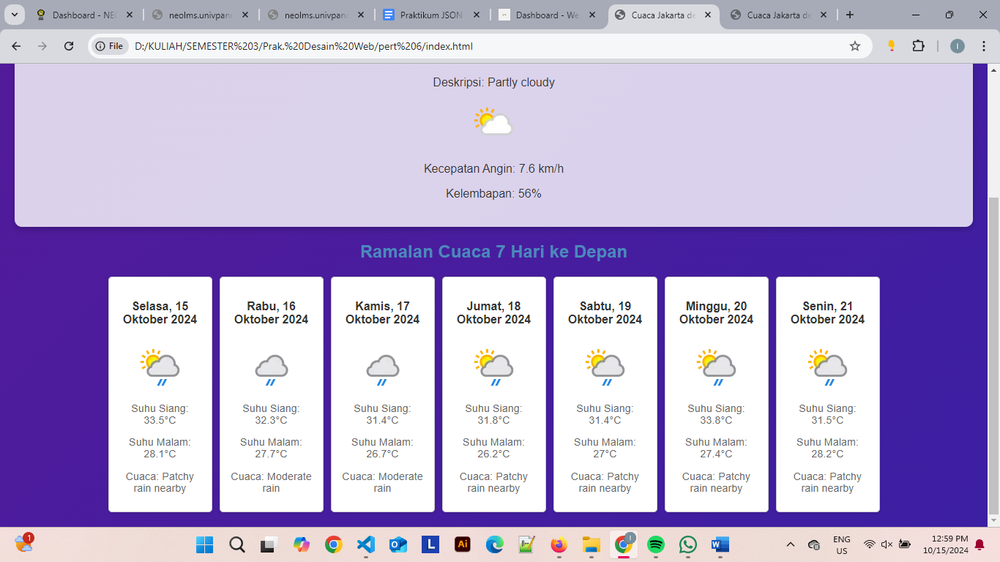 Dashboard - NEO
neolms.univpanc
neolms.univpanc
Praktikum JSON
Dashboard - We
Cuaca Jakarta de
Cuaca Jakarta de
File
D:/KULIAH/SEMESTER%203/Prak.%20Desain%20Web/pert%206/index.html
I
Deskripsi: Partly cloudy
Kecepatan Angin: 7.6 km/h
Kelembapan: 56%
Ramalan Cuaca 7 Hari ke Depan
Selasa, 15
Oktober 2024
Suhu Siang:
33.5°C
Suhu Malam:
28.1°C
Cuaca: Patchy
rain nearby
Rabu, 16
Oktober 2024
Suhu Siang:
32.3°C
Suhu Malam:
27.7°C
Cuaca: Moderate
rain
Kamis, 17
Oktober 2024
Suhu Siang:
31.4°C
Suhu Malam:
26.7°C
Cuaca: Moderate
rain
Jumat, 18
Oktober 2024
Suhu Siang:
31.8°C
Suhu Malam:
26.2°C
Cuaca: Patchy
rain nearby
Sabtu, 19
Oktober 2024
Suhu Siang:
31.4°C
Suhu Malam:
27°C
Cuaca: Patchy
rain nearby
Minggu, 20
Oktober 2024
Suhu Siang:
33.8°C
Suhu Malam:
27.4°C
Cuaca: Patchy
rain nearby
Senin, 21
Oktober 2024
Suhu Siang:
31.5°C
Suhu Malam:
28.2°C
Cuaca: Patchy
rain nearby
1
L
Ai
I
W
ENG
US
12:59 PM
10/15/2024